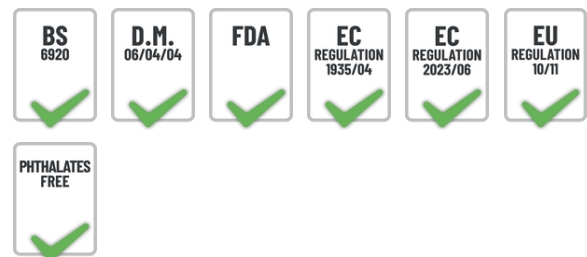 BS
6920
D.M.
06/04/04
FDA
EC
REGULATION
1935/04
EC
REGULATION
2023/06
EU
REGULATION
10/11
PHTHALATES
FREE